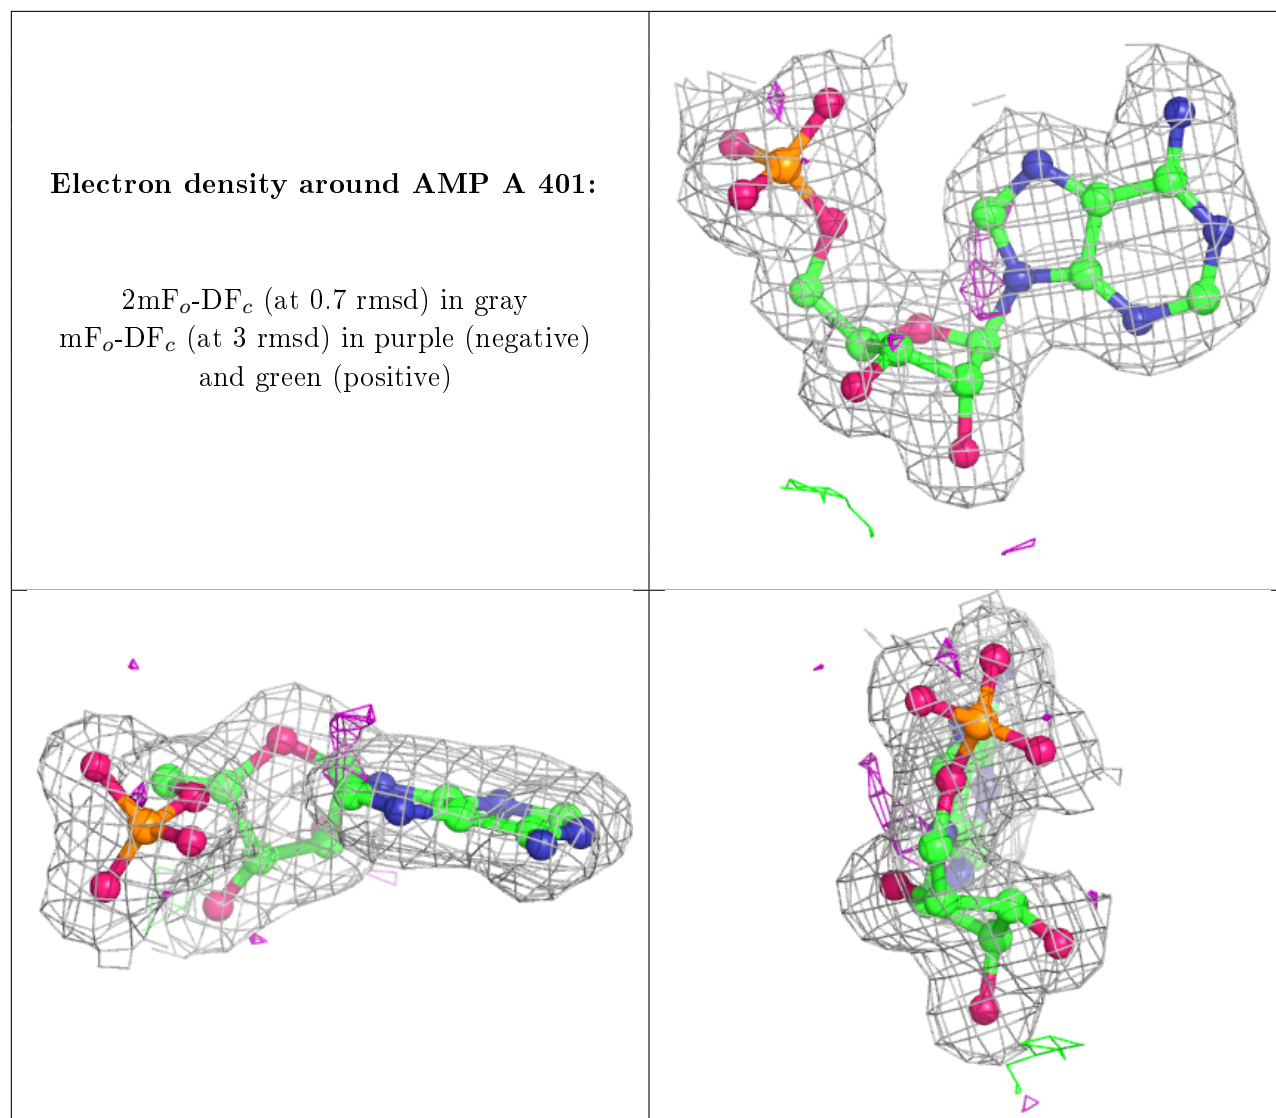 Electron density around AMP A 401:
2mFo-DFc (at 0.7 rmsd) in gray
mFo-DFc (at 3 rmsd) in purple (negative)
and green (positive)